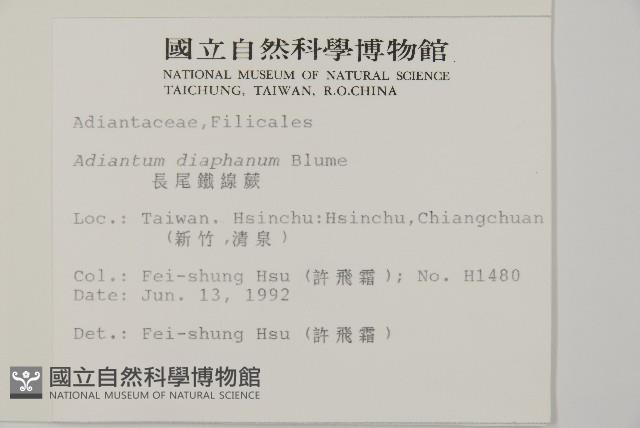 國立自然科學博物館
NATIONAL MUSEUM OF NATURAL SCIENCE
TAICHUNG, TAIWAN, R.O.CHINA
Adiantaceae,Filicales
Adiantum diaphanum Blume
長尾鐵線蕨
Loc.: Taiwan. Hsinchu:Hsinchu,Chiangchuan
(新竹,清泉)
Col.: Fei-shung Hsu (許飛霜); No. H1480
Date: Jun. 13, 1992
Det.: Fei-shung Hsu (許飛霜)
國立自然科學博物館
NATIONAL MUSEUM OF NATURAL SCIENCE